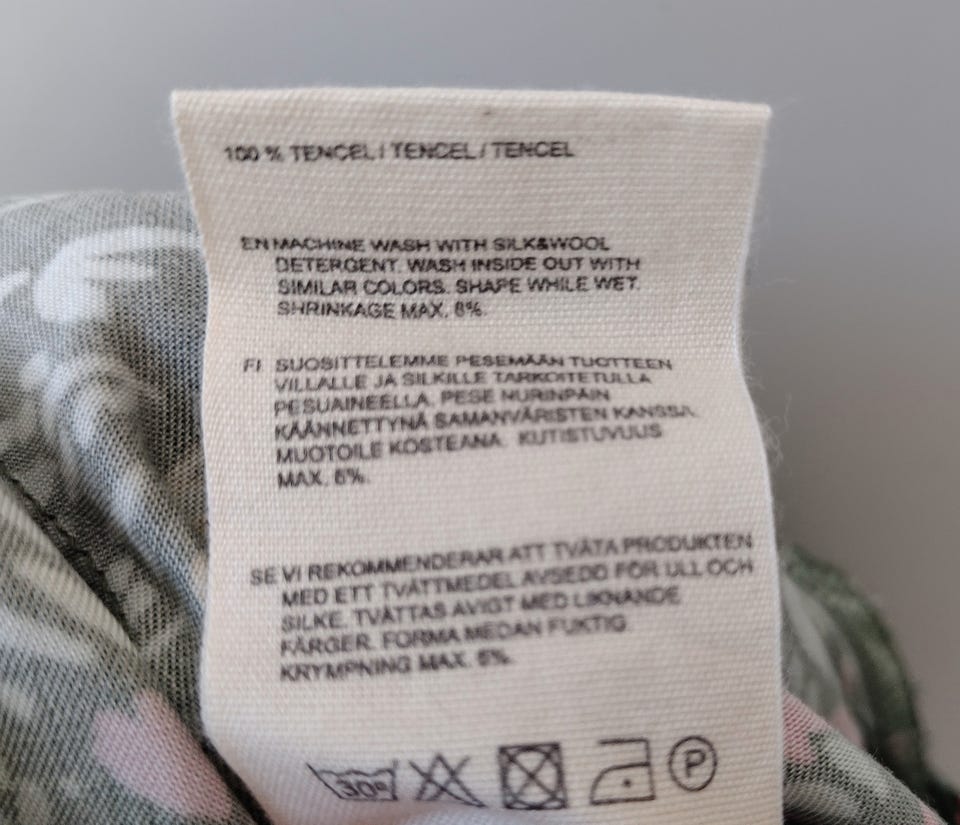 100 % TENCEL / TENCEL / TENCEL
EN MACHINE WASH WITH SILK&WOOL
DETERGENT. WASH INSIDE OUT WITH
SIMILAR COLORS. SHAPE WHILE WET.
SHRINKAGE MAX. 6%.
FI SUOSITTELEMME PESEMÄÄN TUOTTEEN
VILLALLE JA SILKILLE TARKOITETULLA
PESUAINEELLA. PESE NURINPÄIN
KÄÄNNETTYNÄ SAMANVÄRISTEN KANSSA.
MUOTOILE KOSTEANA. KUTISTUVUUS
MAX. 6%.
SE VI REKOMMENDERAR ATT TVÄTA PRODUKTEN
MED ETT TVÄTTMEDEL AVSEDD FÖR ULL OCH
SILKE. TVÄTTAS AVIGT MED LIKNANDE
FÄRGER. FORMA MEDAN FUKTIG.
KRYMPNING MAX. 6%.
30° P